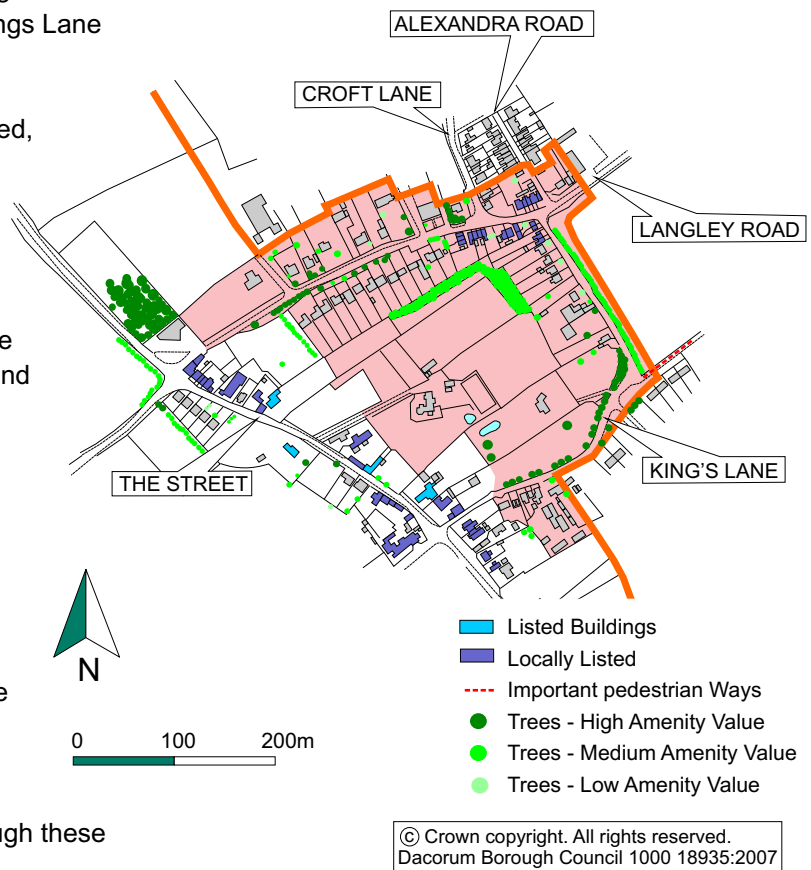 ngs Lane
ed,
e
nd
e
ugh these
ALEXANDRA ROAD
CROFT LANE
LANGLEY ROAD
KING'S LANE
THE STREET
N
0 100 200m
Listed Buildings
Locally Listed
Important pedestrian Ways
Trees - High Amenity Value
Trees - Medium Amenity Value
Trees - Low Amenity Value
© Crown copyright. All rights reserved.
Dacorum Borough Council 1000 18935:2007